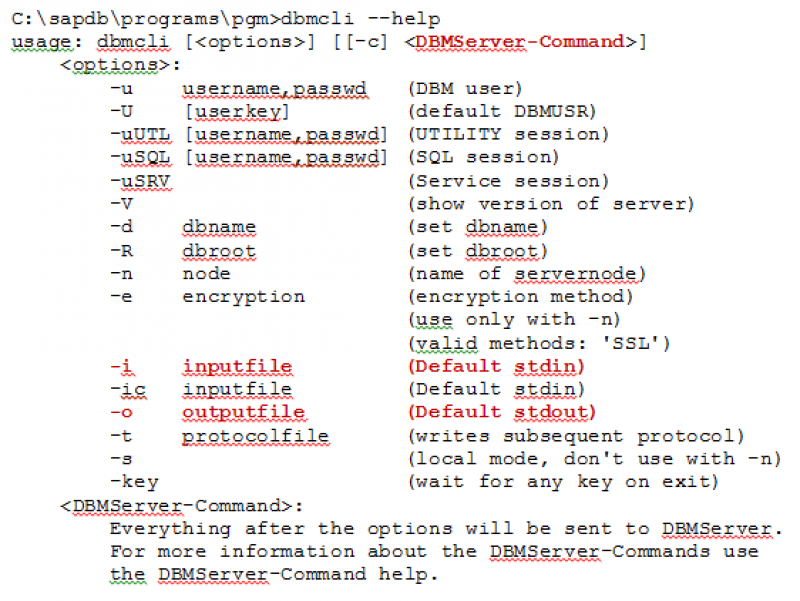 C:\sapdb\programs\pgm>dbmcli --help
usage: dbmcli [<options>] [[-c] <DBMServer-Command>]
<options>:
-u username,passwd (DBM user)
-U [userkey] (default DBMUSR)
-uUTL [username,passwd] (UTILITY session)
-uSQL [username,passwd] (SQL session)
-uSRV (Service session)
-V (show version of server)
-d dbname (set dbname)
-R dbroot (set dbroot)
-n node (name of servernode)
-e encryption (encryption method)
(use only with -n)
(valid methods: 'SSL')
-i inputfile (Default stdin)
-ic inputfile (Default stdin)
-o outputfile (Default stdout)
-t protocolfile (writes subsequent protocol)
-s (local mode, don't use with -n)
-key (wait for any key on exit)
<DBMServer-Command>:
Everything after the options will be sent to DBMServer.
For more information about the DBMServer-Commands use
the DBMServer-Command help.